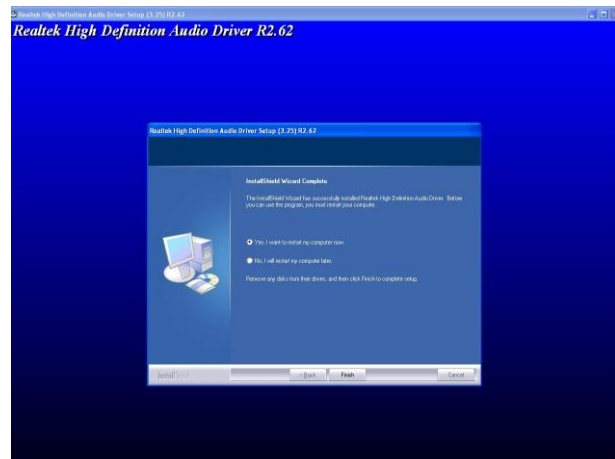 Realtek High Definition Audio Driver Setup (3.25) R2.62
Realtek High Definition Audio Driver R2.62
Realtek High Definition Audio Driver Setup (3.25) R2.62
InstallShield Wizard Complete
The InstallShield Wizard has successfully installed Realtek High Definition Audio Driver. Before
you can use the program, you must restart your computer.
Yes, I want to restart my computer now.
No, I will restart my computer later.
Remove any disks from their drives, and then click Finish to complete setup.
InstallShield
< Back
Finish
Cancel